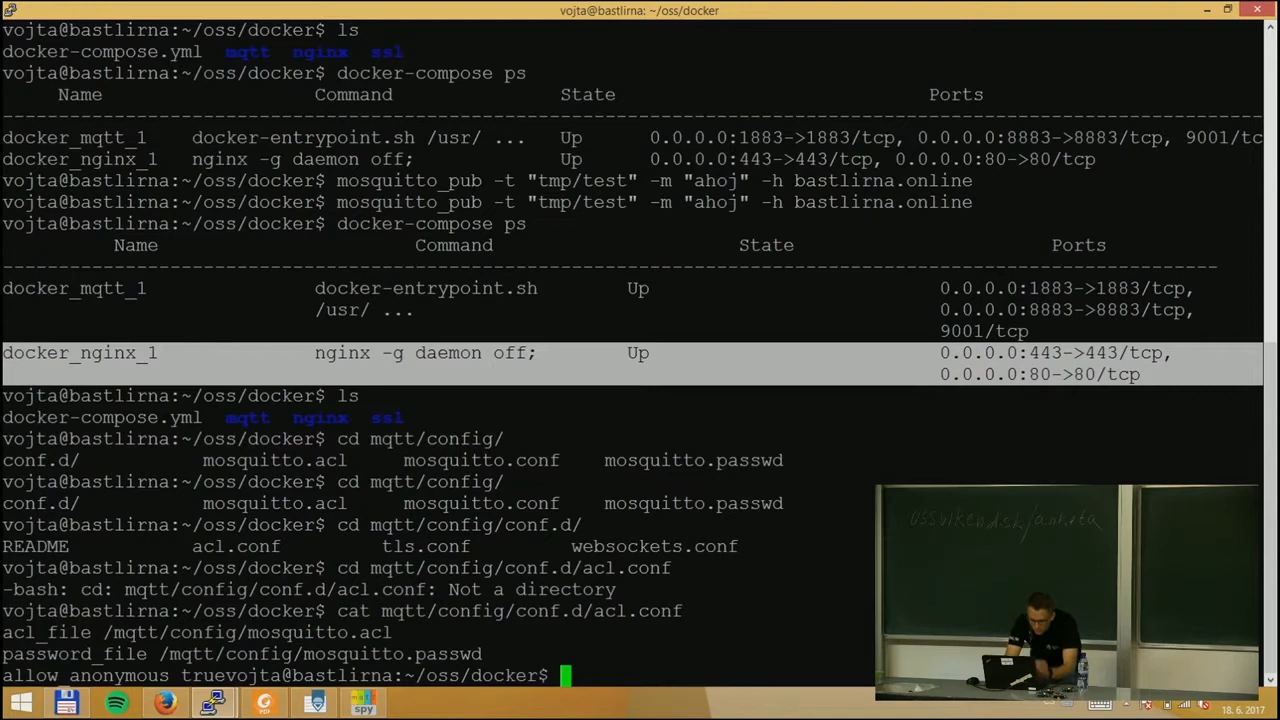 vojta@bastlirna: ~/oss/docker
vojta@bastlirna:~/oss/docker$ ls
docker-compose.yml mqtt nginx ssl
vojta@bastlirna:~/oss/docker$ docker-compose ps
Name Command State Ports
docker_mqtt_1 docker-entrypoint.sh /usr/ ... Up 0.0.0.0:1883->1883/tcp, 0.0.0.0:8883->8883/tcp, 9001/tc
docker_nginx_1 nginx -g daemon off; Up 0.0.0.0:443->443/tcp, 0.0.0.0:80->80/tcp
vojta@bastlirna:~/oss/docker$ mosquitto_pub -t "tmp/test" -m "ahoj" -h bastlirna.online
vojta@bastlirna:~/oss/docker$ mosquitto_pub -t "tmp/test" -m "ahoj" -h bastlirna.online
vojta@bastlirna:~/oss/docker$ docker-compose ps
Name Command State Ports
docker_mqtt_1 docker-entrypoint.sh Up 0.0.0.0:1883->1883/tcp,
/usr/ ... 0.0.0.0:8883->8883/tcp,
9001/tcp
docker_nginx_1 nginx -g daemon off; Up 0.0.0.0:443->443/tcp,
0.0.0.0:80->80/tcp
vojta@bastlirna:~/oss/docker$ ls
docker-compose.yml mqtt nginx ssl
vojta@bastlirna:~/oss/docker$ cd mqtt/config/
conf.d/ mosquitto.acl mosquitto.conf mosquitto.passwd
vojta@bastlirna:~/oss/docker$ cd mqtt/config/
conf.d/ mosquitto.acl mosquitto.conf mosquitto.passwd
vojta@bastlirna:~/oss/docker$ cd mqtt/config/conf.d/
README acl.conf tls.conf websockets.conf
vojta@bastlirna:~/oss/docker$ cd mqtt/config/conf.d/acl.conf
-bash: cd: mqtt/config/conf.d/acl.conf: Not a directory
vojta@bastlirna:~/oss/docker$ cat mqtt/config/conf.d/acl.conf
acl_file /mqtt/config/mosquitto.acl
password_file /mqtt/config/mosquitto.passwd
allow_anonymous truevojta@bastlirna:~/oss/docker$
mqtt
spy
18. 6. 2017